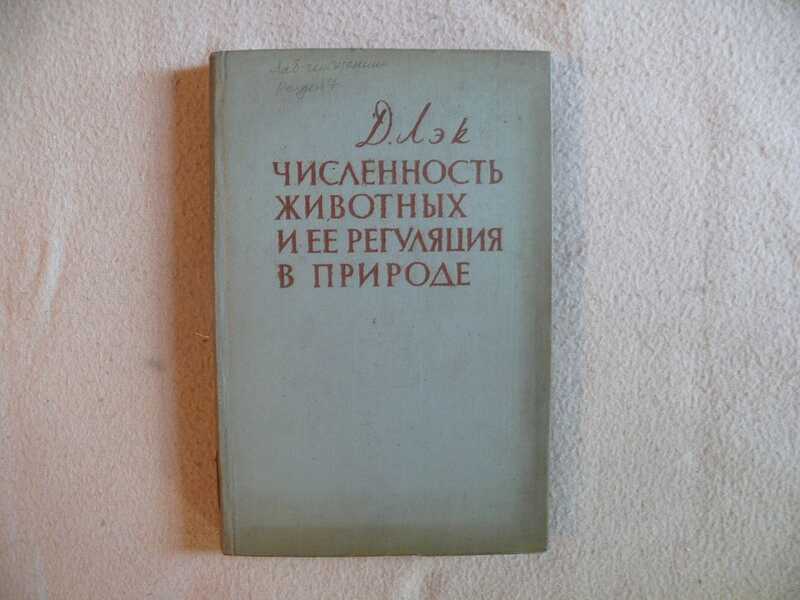 Д. Лэк
ЧИСЛЕННОСТЬ
ЖИВОТНЫХ
И ЕЕ РЕГУЛЯЦИЯ
В ПРИРОДЕ